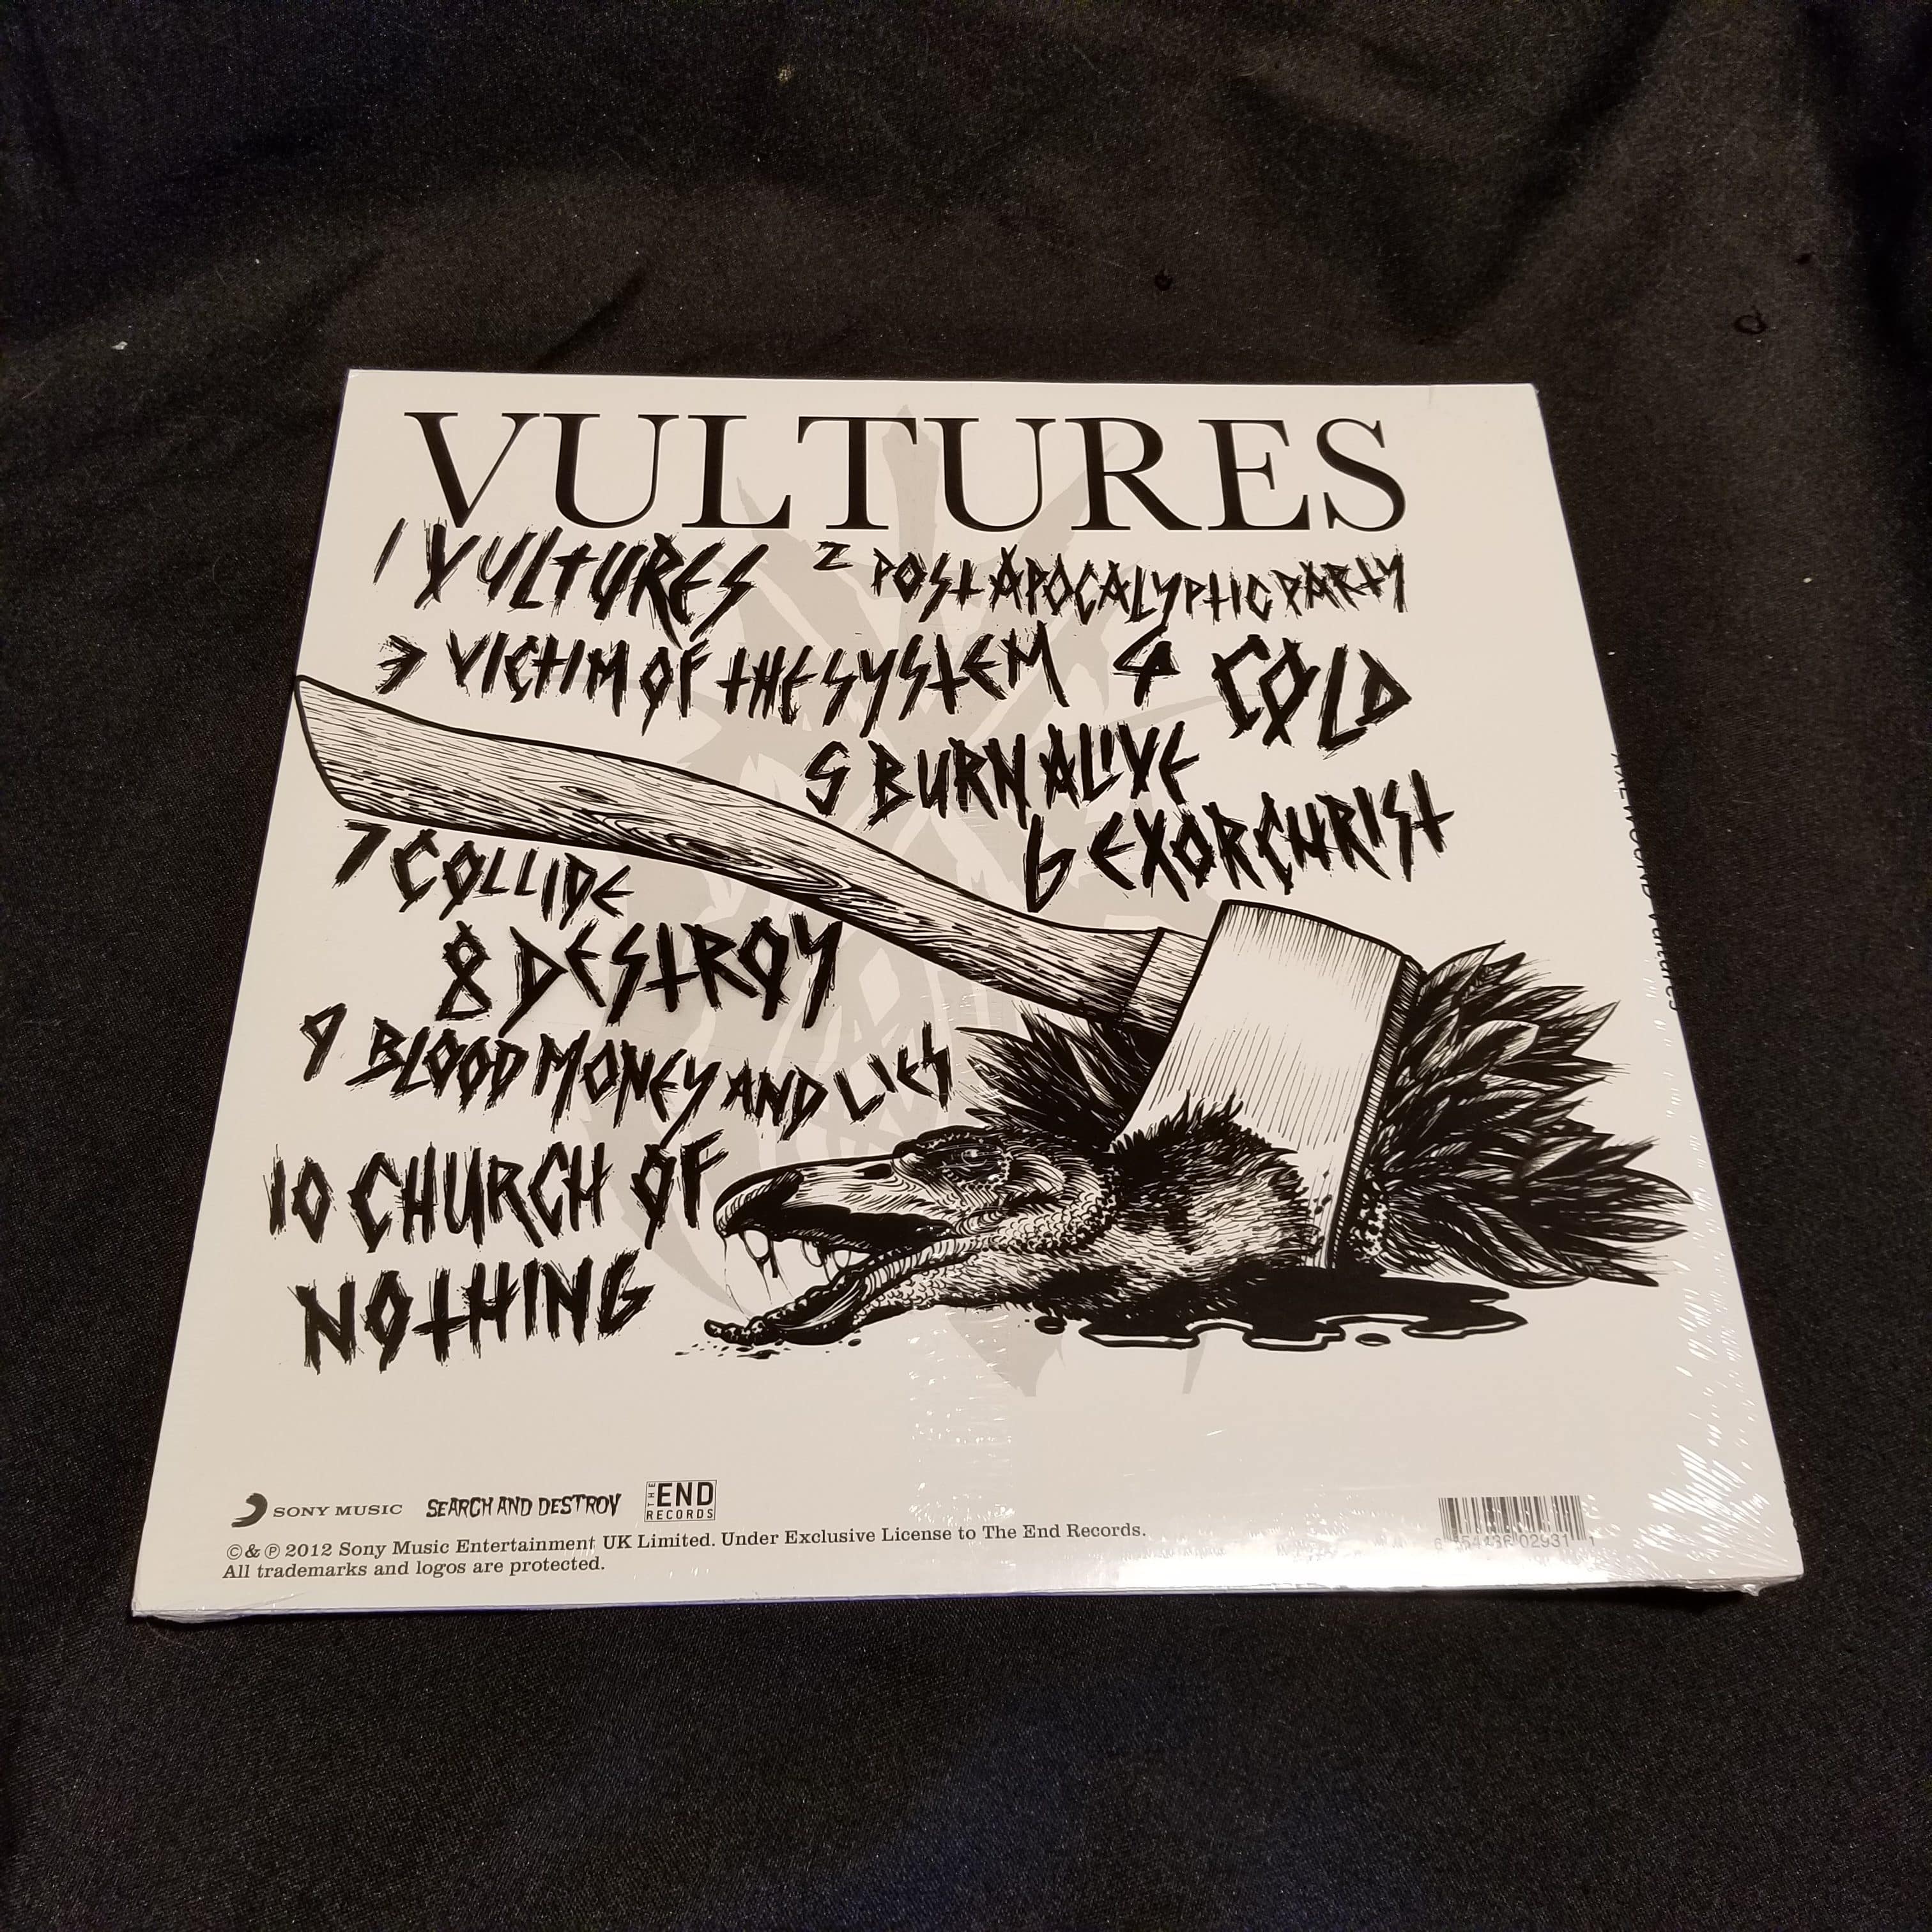 VULTURES
1 VULTURES 2 POST APOCALYPTIC PARTY
3 VICTIM OF THE SYSTEM 4 COLD
5 BURN ALIVE
6 EXORCHRIST
7 COLLIDE
8 DESTROY
9 BLOOD MONEY AND LIES
10 CHURCH OF
NOTHING
Vultures
SONY MUSIC SEARCH AND DESTROY THE END RECORDS
©&℗ 2012 Sony Music Entertainment UK Limited. Under Exclusive License to The End Records.
All trademarks and logos are protected.
02931 1